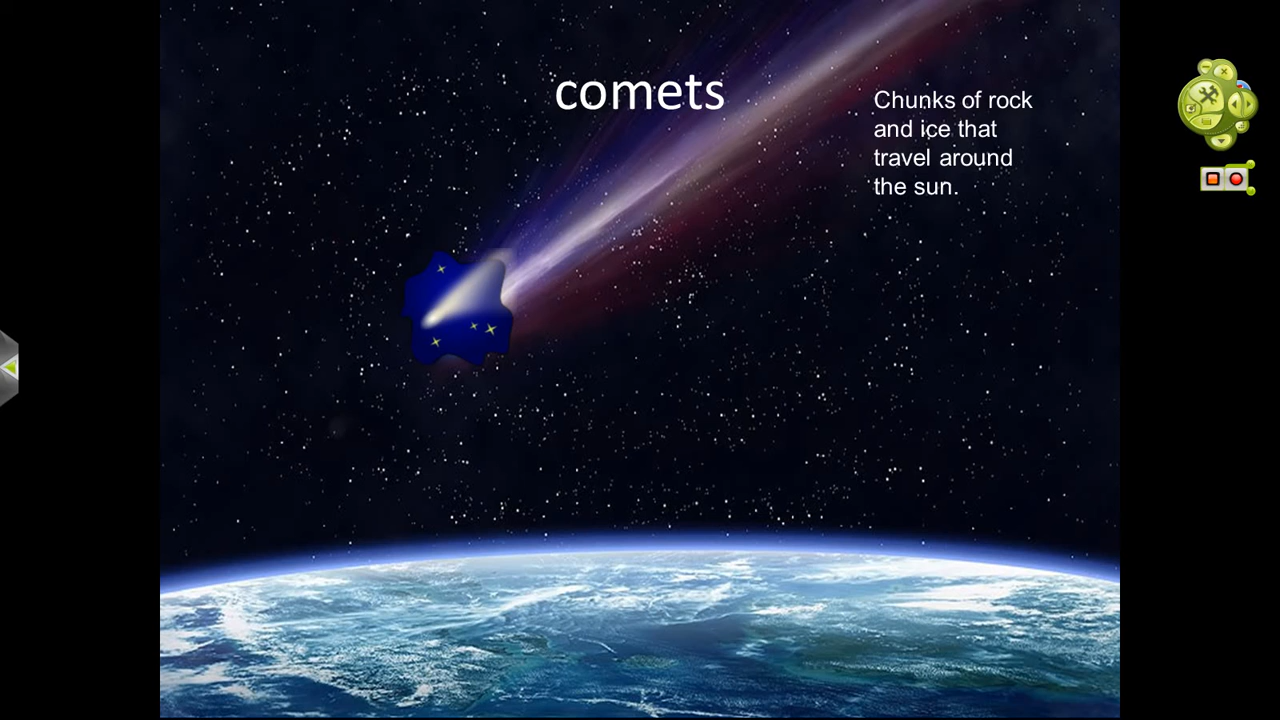 comets
Chunks of rock
and ice that
travel around
the sun.